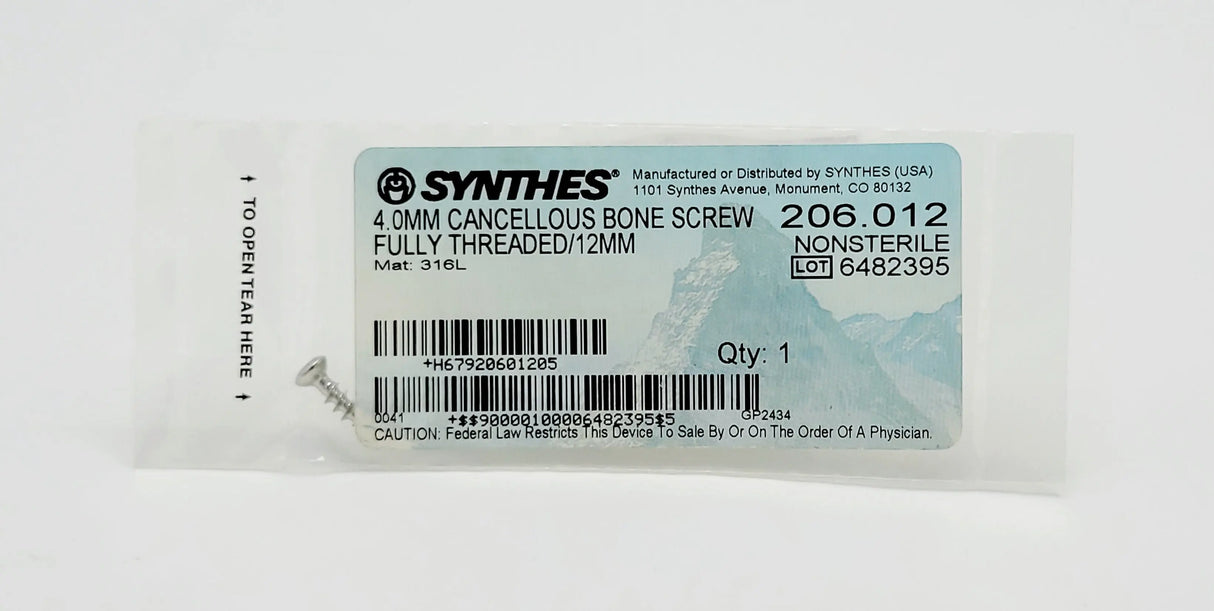 TO OPEN TEAR HERE
SYNTHES®
Manufactured or Distributed by SYNTHES (USA)
1101 Synthes Avenue, Monument, CO 80132
4.0MM CANCELLOUS BONE SCREW
206.012
FULLY THREADED/12MM
NONSTERILE
Mat: 316L
LOT 6482395
+H67920601205
Qty: 1
0041
+$$90000100006482395$5
GP2434
CAUTION: Federal Law Restricts This Device To Sale By Or On The Order Of A Physician.